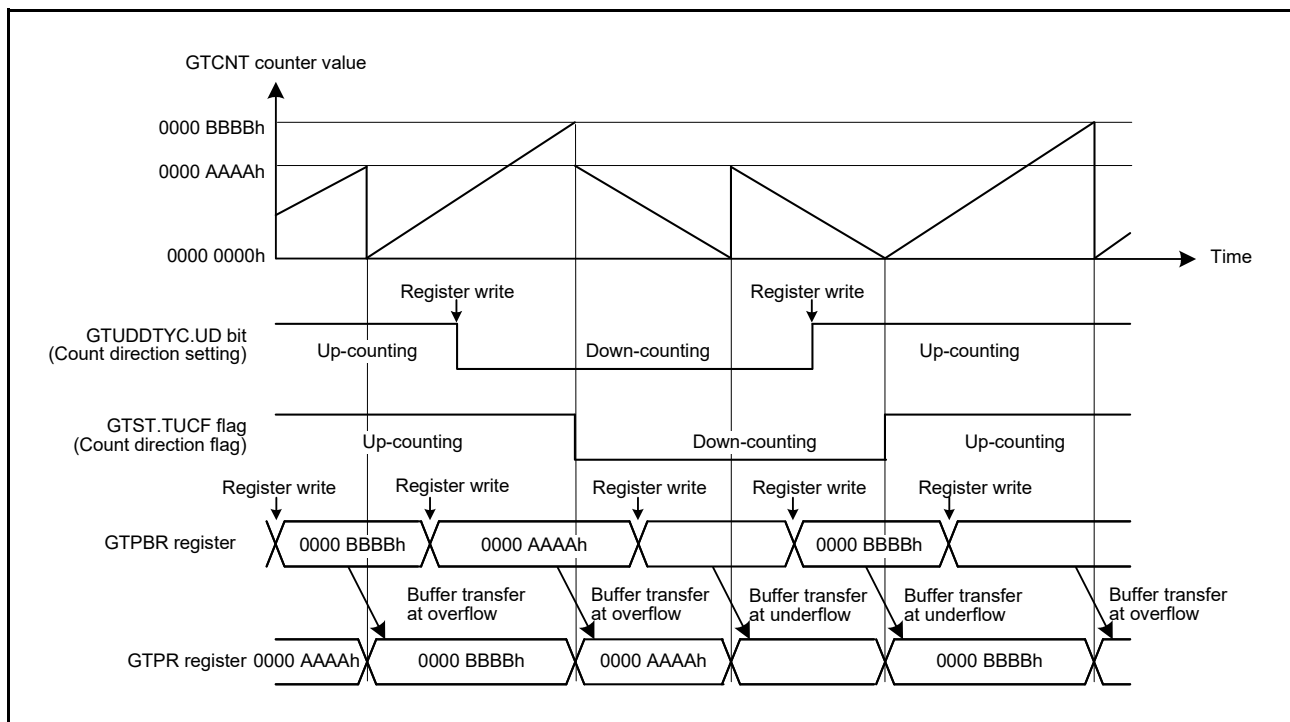 GTCNT counter value
0000 BBBBh
0000 AAAAh
0000 0000h
Time
Register write
Register write
GTUDDTYC.UD bit
(Count direction setting)
Up-counting
Down-counting
Up-counting
GTST.TUCF flag
(Count direction flag)
Up-counting
Down-counting
Up-counting
Register write
Register write
Register write
Register write
Register write
GTPBR register
0000 BBBBh
0000 AAAAh
0000 BBBBh
Buffer transfer
at overflow
Buffer transfer
at overflow
Buffer transfer
at underflow
Buffer transfer
at underflow
Buffer transfer
at overflow
GTPR register
0000 AAAAh
0000 BBBBh
0000 AAAAh
0000 BBBBh